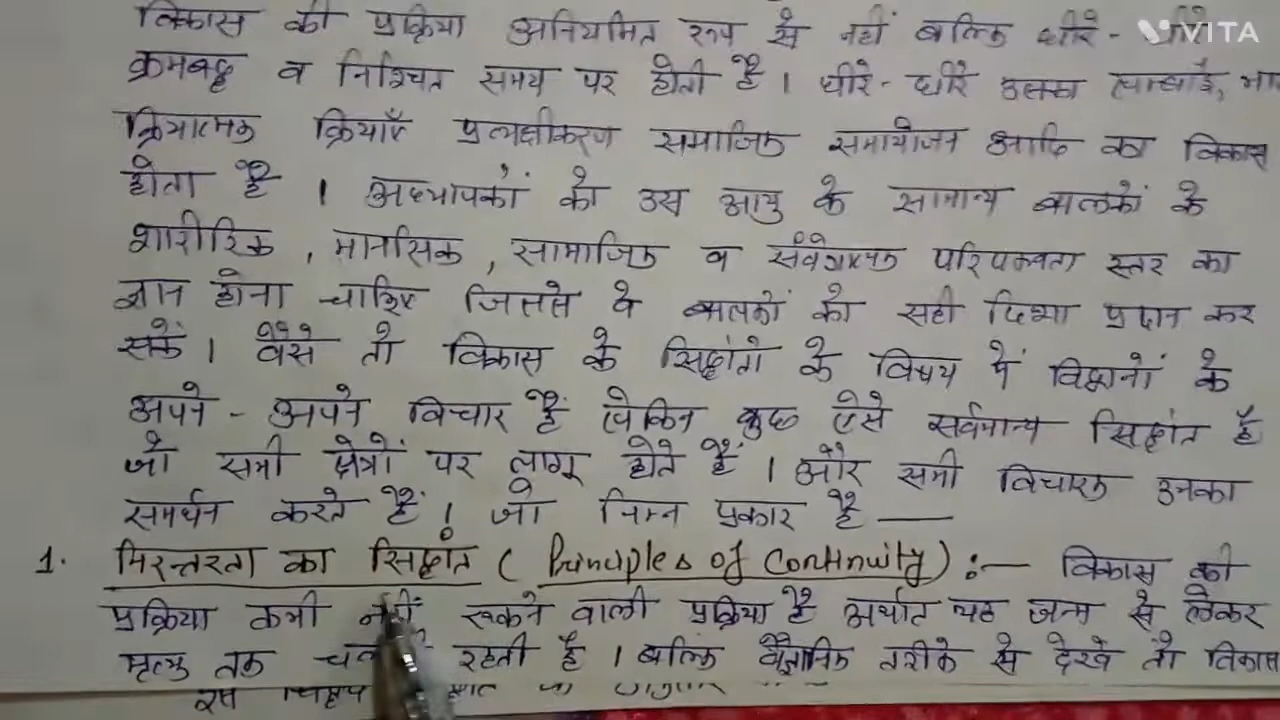 VITA
विकास की प्रक्रिया अनियमित रूप से नहीं बल्कि धीरे - धीरे
क्रमबद्ध व निश्चित समय पर होती है । धीरे - धीरे उसका लम्बाई,
क्रियात्मक क्रियाएँ प्रत्यक्षीकरण समाजिक समायोजन आदि का विकास
होता है । अध्यापकों को उस आयु के सामान्य बालकों के
शारीरिक , मानसिक , सामाजिक व संवेगात्मक परिपक्वता स्तर का
ज्ञान होना चाहिए जिससे वे बालकों को सही दिशा प्रदान कर
सकें । वैसे तो विकास के सिद्धांतो के विषय में विद्वानों के
अपने - अपने विचार हैं लेकिन कुछ ऐसे सर्वमान्य सिद्धांत हैं
जो सभी क्षेत्रों पर लागू होते हैं । और सभी विचारक उनका
समर्थन करते हैं । जो निम्न प्रकार है —
1. निरन्तरता का सिद्धांत ( Principles of Continuity ) :— विकास की
प्रक्रिया कभी नहीं रूकने वाली प्रक्रिया है अर्थात यह जन्म से लेकर
मृत्यु तक रहती है । बल्कि वैज्ञानिक तरीके से देखें तो विकास